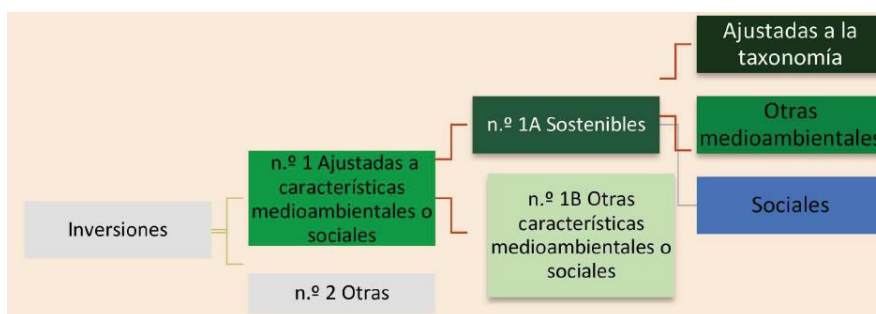 Inversiones
n.º 1 Ajustadas a
características
medioambientales o
sociales
n.º 2 Otras
n.º 1A Sostenibles
n.º 1B Otras
características
medioambientales o
sociales
Ajustadas a la
taxonomía
Otras
medioambientales
Sociales